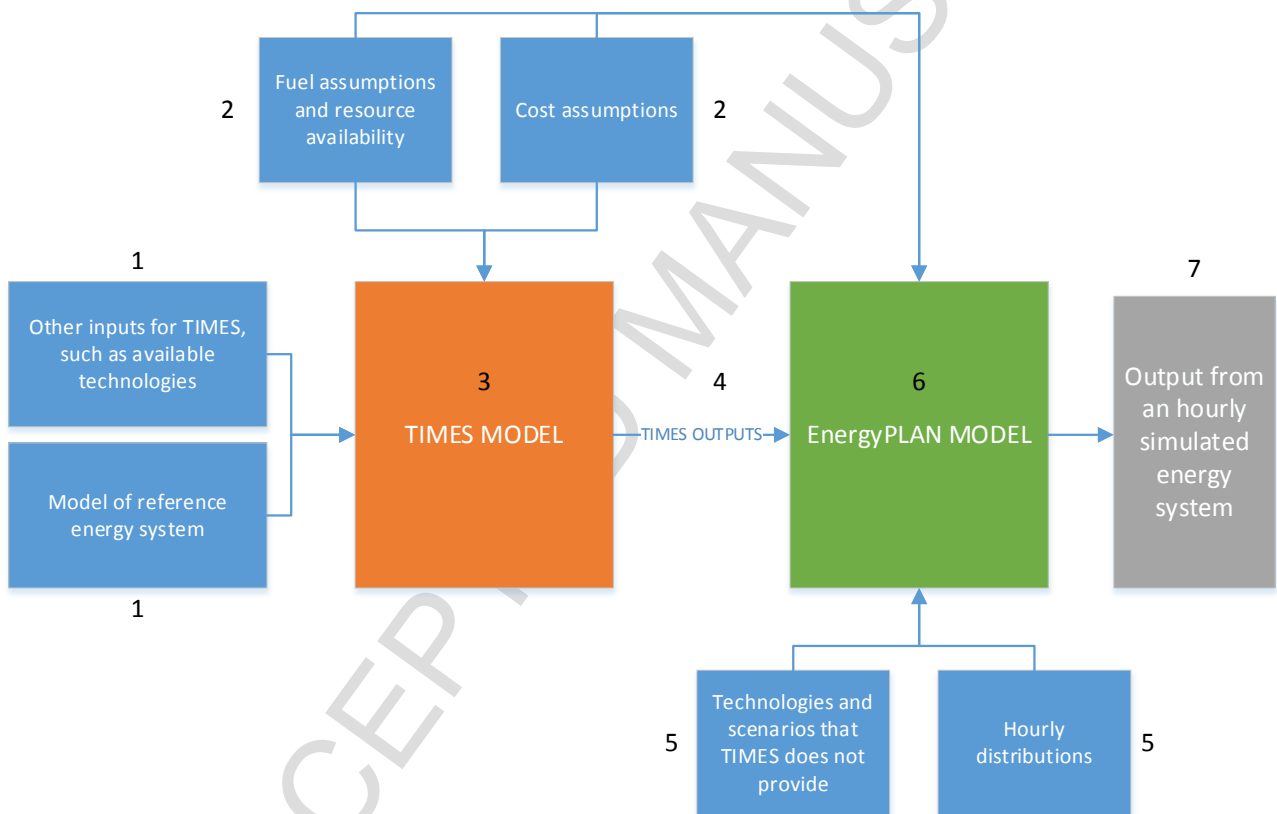 2
Fuel assumptions
and resource
availability
Cost assumptions
2
1
Other inputs for TIMES,
such as available
technologies
Model of reference
energy system
1
3
TIMES MODEL
4
TIMES OUTPUTS
6
EnergyPLAN MODEL
7
Output from
an hourly
simulated
energy
system
5
Technologies and
scenarios that
TIMES does not
provide
Hourly
distributions
5